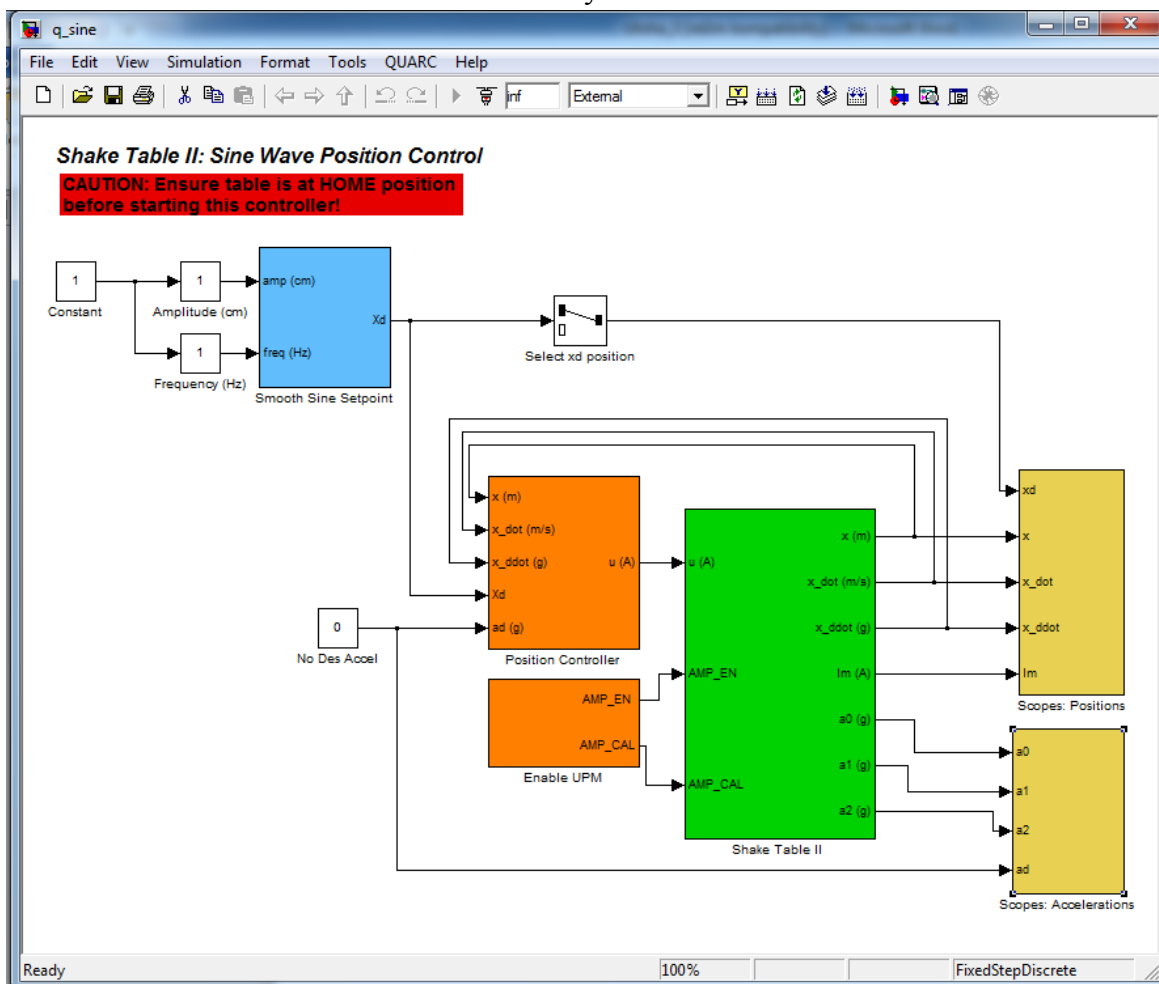 q_sine
File Edit View Simulation Format Tools QUARC Help
inf External
Shake Table II: Sine Wave Position Control
CAUTION: Ensure table is at HOME position
before starting this controller!
1
Constant
1
Amplitude (cm)
1
Frequency (Hz)
amp (cm)
freq (Hz)
Xd
Smooth Sine Setpoint
Select xd position
x (m)
x_dot (m/s)
x_ddot (g)
Xd
ad (g)
u (A)
Position Controller
0
No Des Accel
AMP_EN
AMP_CAL
Enable UPM
u (A)
AMP_EN
AMP_CAL
x (m)
x_dot (m/s)
x_ddot (g)
Im (A)
a0 (g)
a1 (g)
a2 (g)
Shake Table II
xd
x
x_dot
x_ddot
Im
Scopes: Positions
a0
a1
a2
ad
Scopes: Accelerations
Ready 100% FixedStepDiscrete